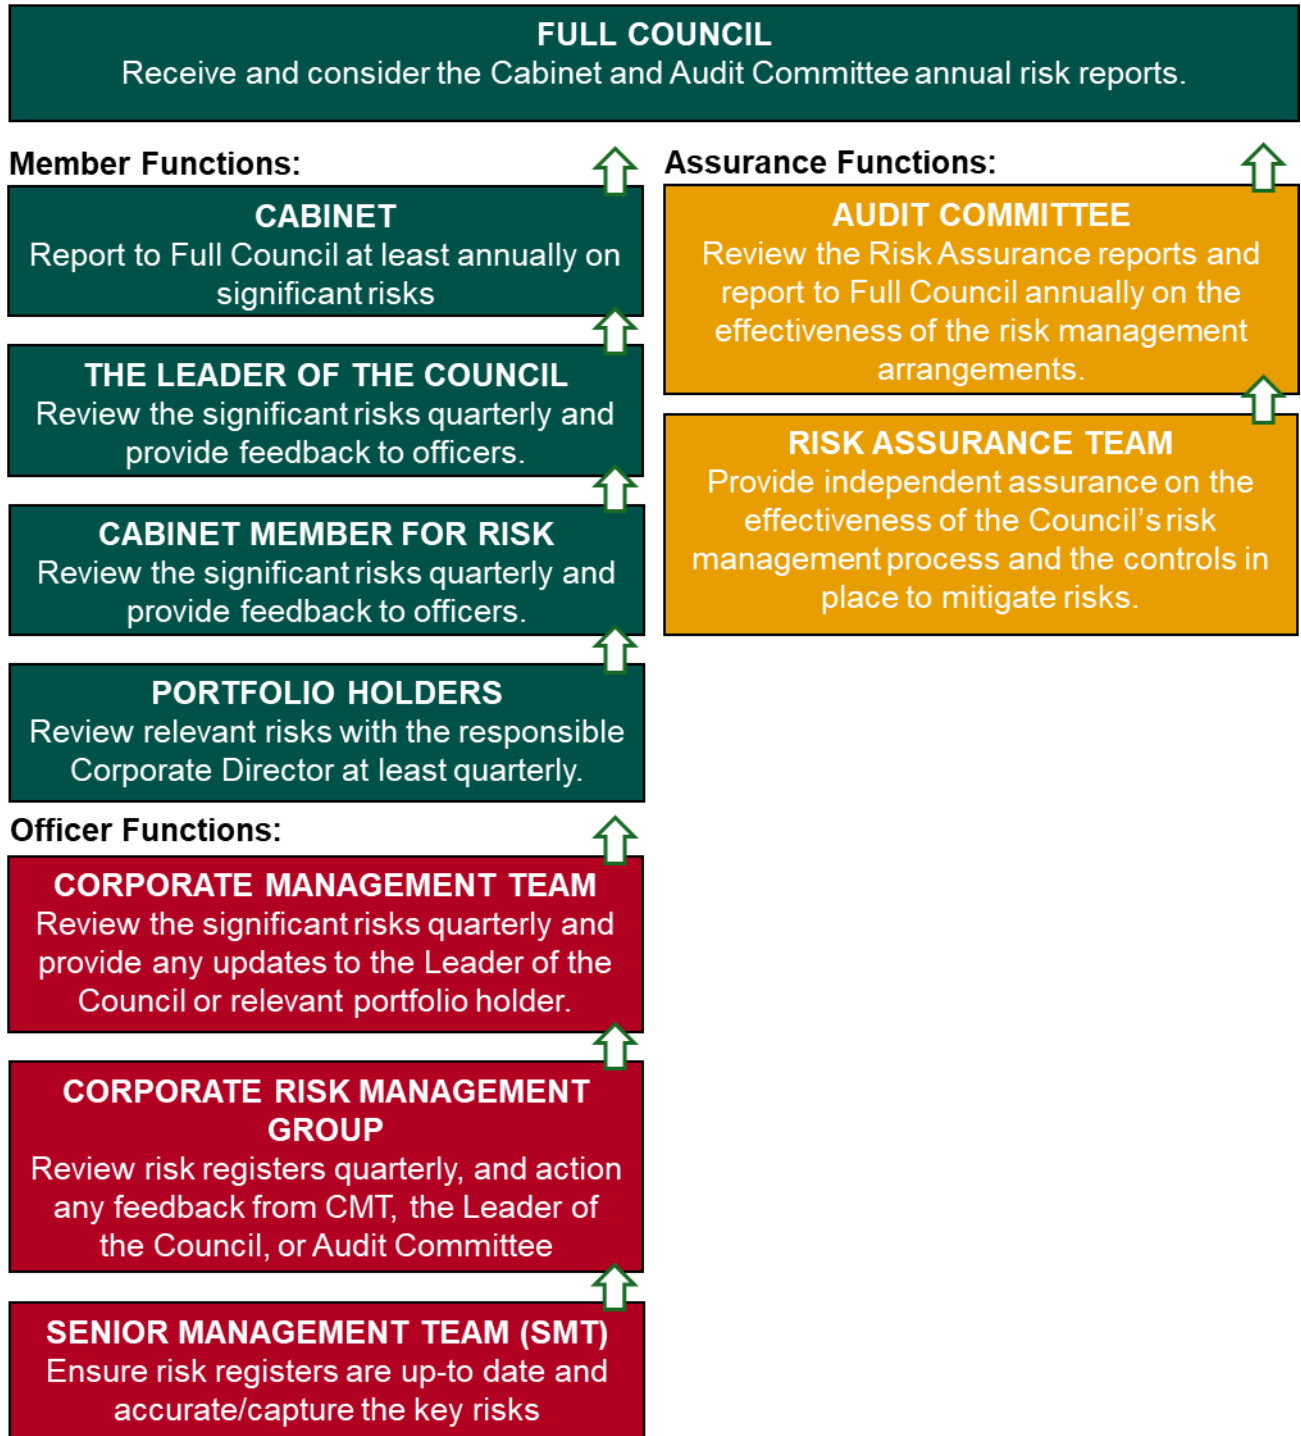 FULL COUNCIL
Receive and consider the Cabinet and Audit Committee annual risk reports.
Member Functions:
CABINET
Report to Full Council at least annually on
significant risks
THE LEADER OF THE COUNCIL
Review the significant risks quarterly and
provide feedback to officers.
CABINET MEMBER FOR RISK
Review the significant risks quarterly and
provide feedback to officers.
PORTFOLIO HOLDERS
Review relevant risks with the responsible
Corporate Director at least quarterly.
Officer Functions:
CORPORATE MANAGEMENT TEAM
Review the significant risks quarterly and
provide any updates to the Leader of the
Council or relevant portfolio holder.
CORPORATE RISK MANAGEMENT
GROUP
Review risk registers quarterly, and action
any feedback from CMT, the Leader of
the Council, or Audit Committee
SENIOR MANAGEMENT TEAM (SMT)
Ensure risk registers are up-to date and
accurate/capture the key risks
Assurance Functions:
AUDIT COMMITTEE
Review the Risk Assurance reports and
report to Full Council annually on the
effectiveness of the risk management
arrangements.
RISK ASSURANCE TEAM
Provide independent assurance on the
effectiveness of the Council's risk
management process and the controls in
place to mitigate risks.